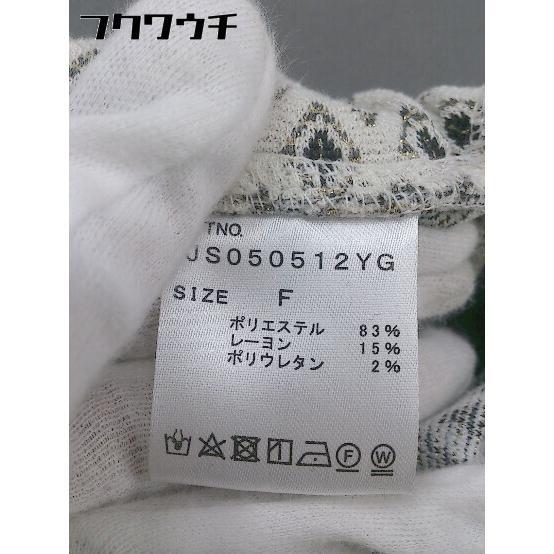 フクワウチ
TNO.
JS050512YG
SIZE F
ポリエステル 83%
レーヨン 15%
ポリウレタン 2%
F W